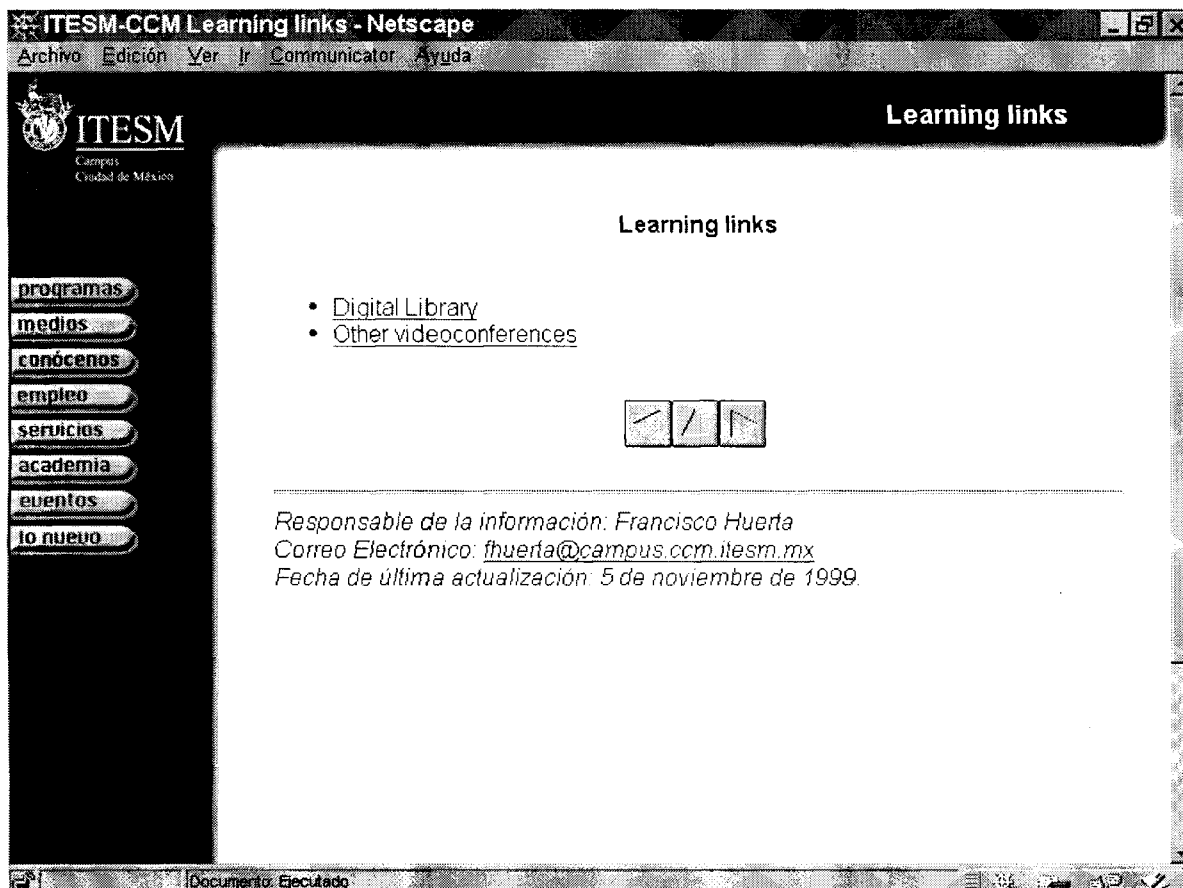 ITESM-CCM Learning links - Netscape
Archivo Edición Ver Ir Communicator Ayuda
ITESM
Campus
Ciudad de México
Learning links
Learning links
programas
medios
conócenos
empleo
servicios
academia
eventos
lo nuevo
• Digital Library
• Other videoconferences
Responsable de la información: Francisco Huerta
Correo Electrónico: fhuerta@campus.ccm.itesm.mx
Fecha de última actualización: 5 de noviembre de 1999.
Documento: Ejecutado